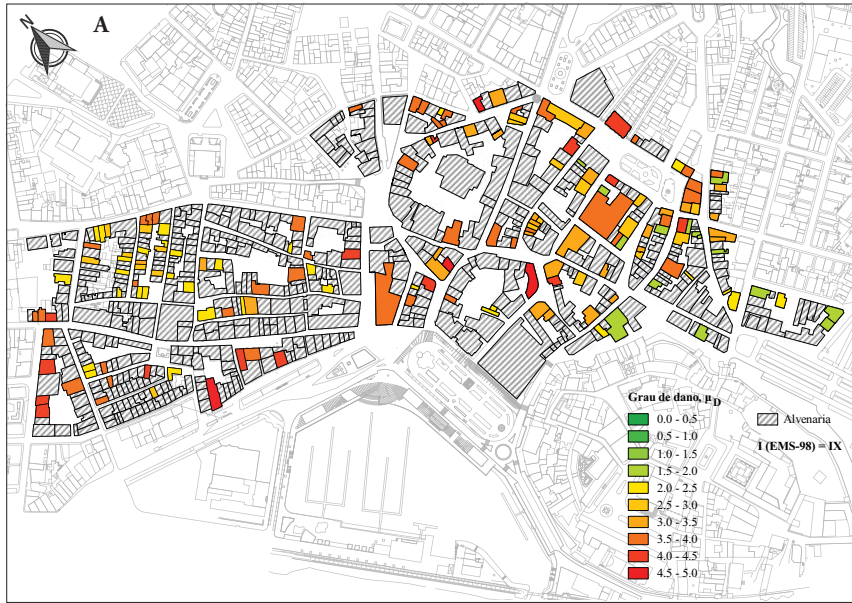 N
A
Grau de dano, μD
0.0 - 0.5
0.5 - 1.0
1.0 - 1.5
1.5 - 2.0
2.0 - 2.5
2.5 - 3.0
3.0 - 3.5
3.5 - 4.0
4.0 - 4.5
4.5 - 5.0
Alvenaria
I (EMS-98) = IX